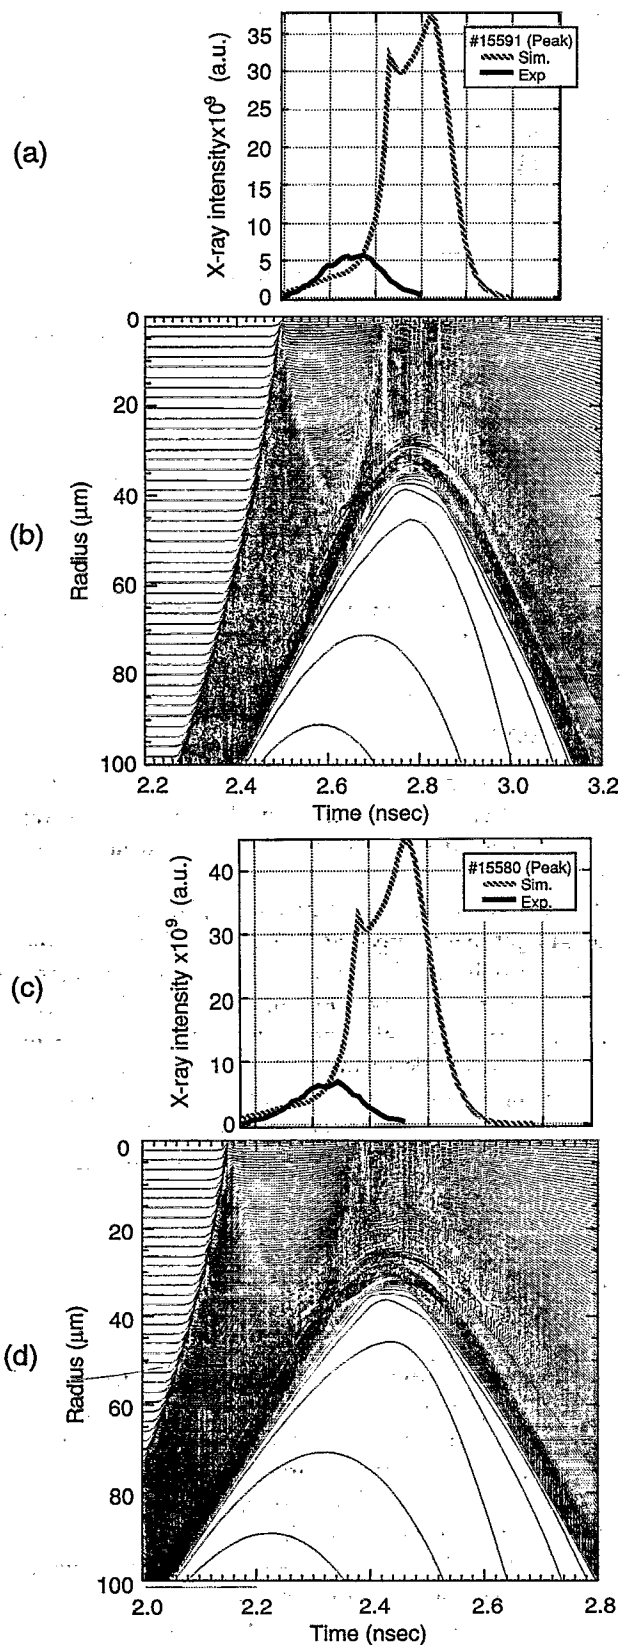 (a)
X-ray intensityx10⁹ (a.u.)
35
30
25
20
15
10
5
0
#15591 (Peak)
Sim.
Exp
(b)
Radius (μm)
0
20
40
60
80
100
2.2 2.4 2.6 2.8 3.0 3.2
Time (nsec)
(c)
X-ray intensity x10⁹ (a.u.)
40
30
20
10
0
#15580 (Peak)
Sim.
Exp.
(d)
Radius (μm)
0
20
40
60
80
100
2.0 2.2 2.4 2.6 2.8
Time (nsec)